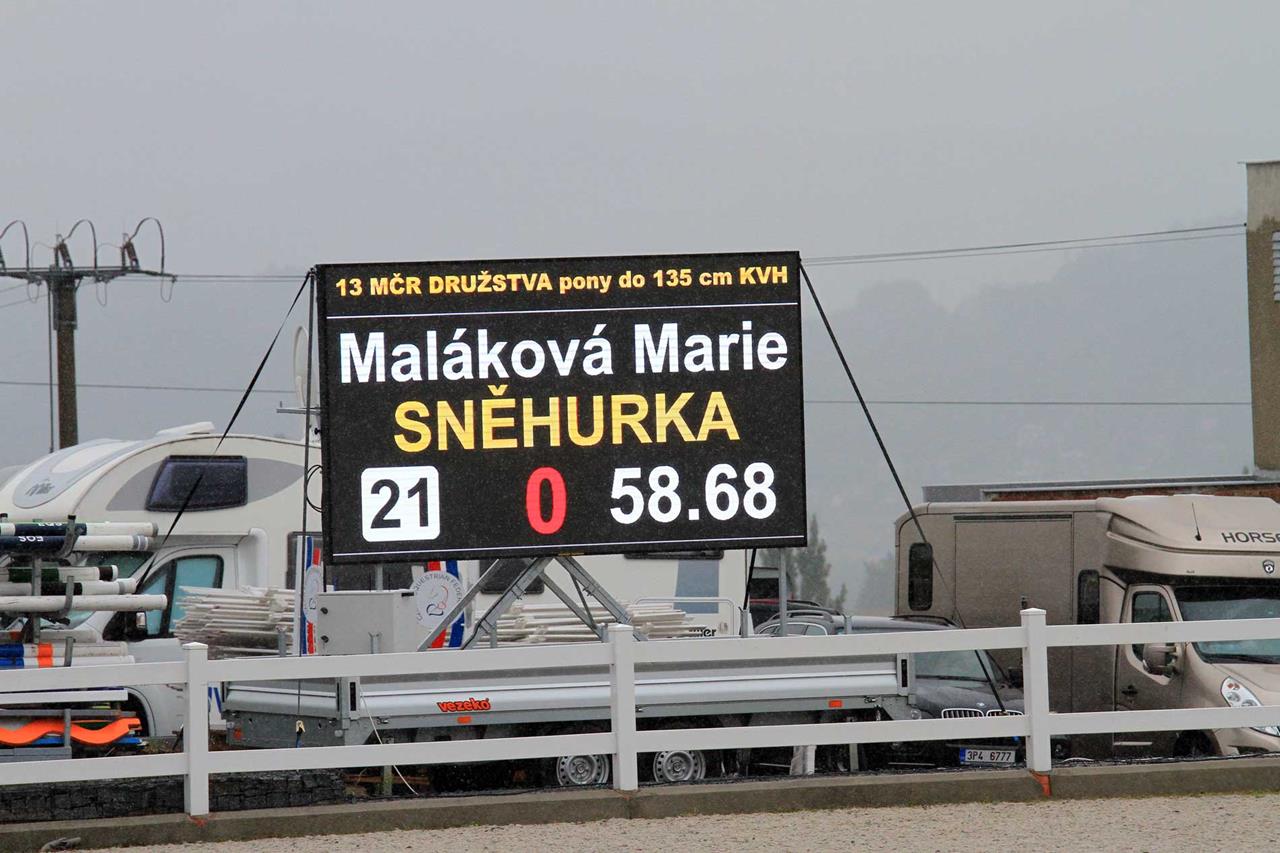 13 MČR DRUŽSTVA pony do 135 cm KVH
Maláková Marie
SNĚHURKA
21 0 58.68
vezeko
3P4 6777
HORSE